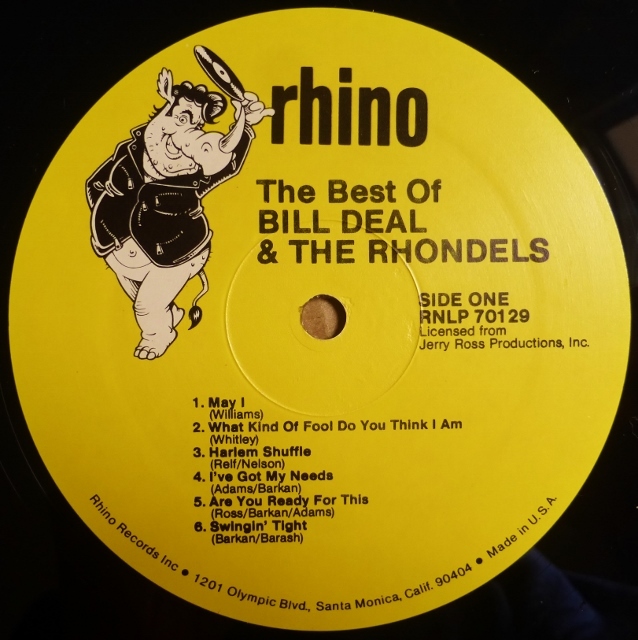 rhino
The Best Of
BILL DEAL
& THE RHONDELS
SIDE ONE
RNLP 70129
Licensed from
Jerry Ross Productions, Inc.
1. May I
(Williams)
2. What Kind Of Fool Do You Think I Am
(Whitley)
3. Harlem Shuffle
(Relf/Nelson)
4. I've Got My Needs
(Adams/Barkan)
5. Are You Ready For This
(Ross/Barkan/Adams)
6. Swingin' Tight
(Barkan/Barash)
Rhino Records Inc • 1201 Olympic Blvd., Santa Monica, Calif. 90404 • Made in U.S.A.